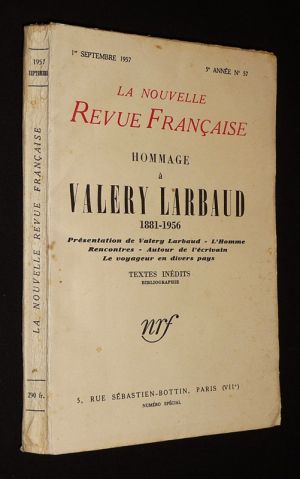 1957
SEPTEMBRE
LA NOUVELLE REVUE FRANÇAISE
290 fr.
1er SEPTEMBRE 1957
5e ANNÉE N° 57
LA NOUVELLE
REVUE FRANÇAISE
HOMMAGE
à
VALERY LARBAUD
1881-1956
Présentation de Valery Larbaud - L'Homme
Rencontres - Autour de l'écrivain
Le voyageur en divers pays
TEXTES INÉDITS
BIBLIOGRAPHIE
nrf
5, RUE SÉBASTIEN-BOTTIN, PARIS (VIIe)
NUMÉRO SPÉCIAL